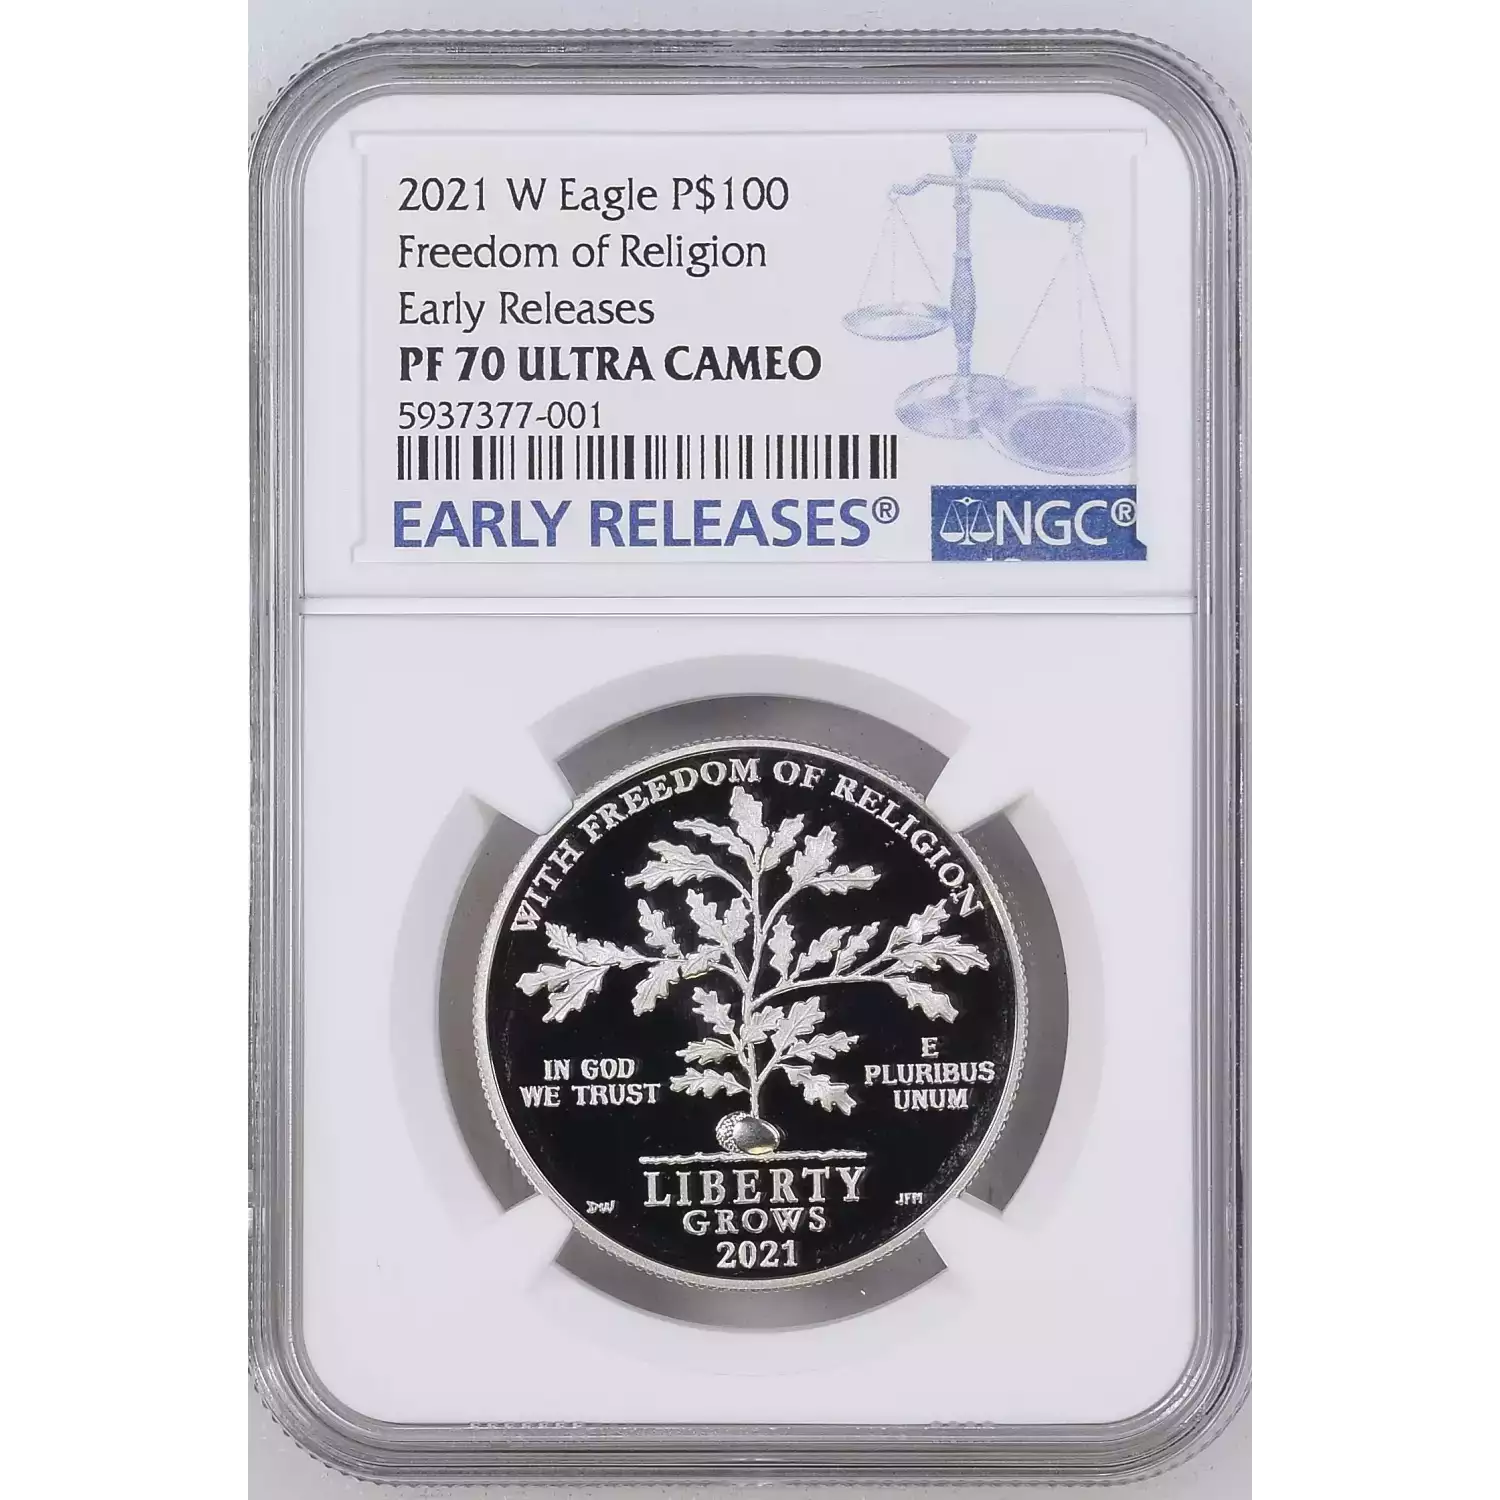 2021 W Eagle P$100
Freedom of Religion
Early Releases
PF 70 ULTRA CAMEO
5937377-001
EARLY RELEASES®
NGC®
WITH FREEDOM OF RELIGION
IN GOD
WE TRUST
E
PLURIBUS
UNUM
LIBERTY
DW
JFM
GROWS
2021